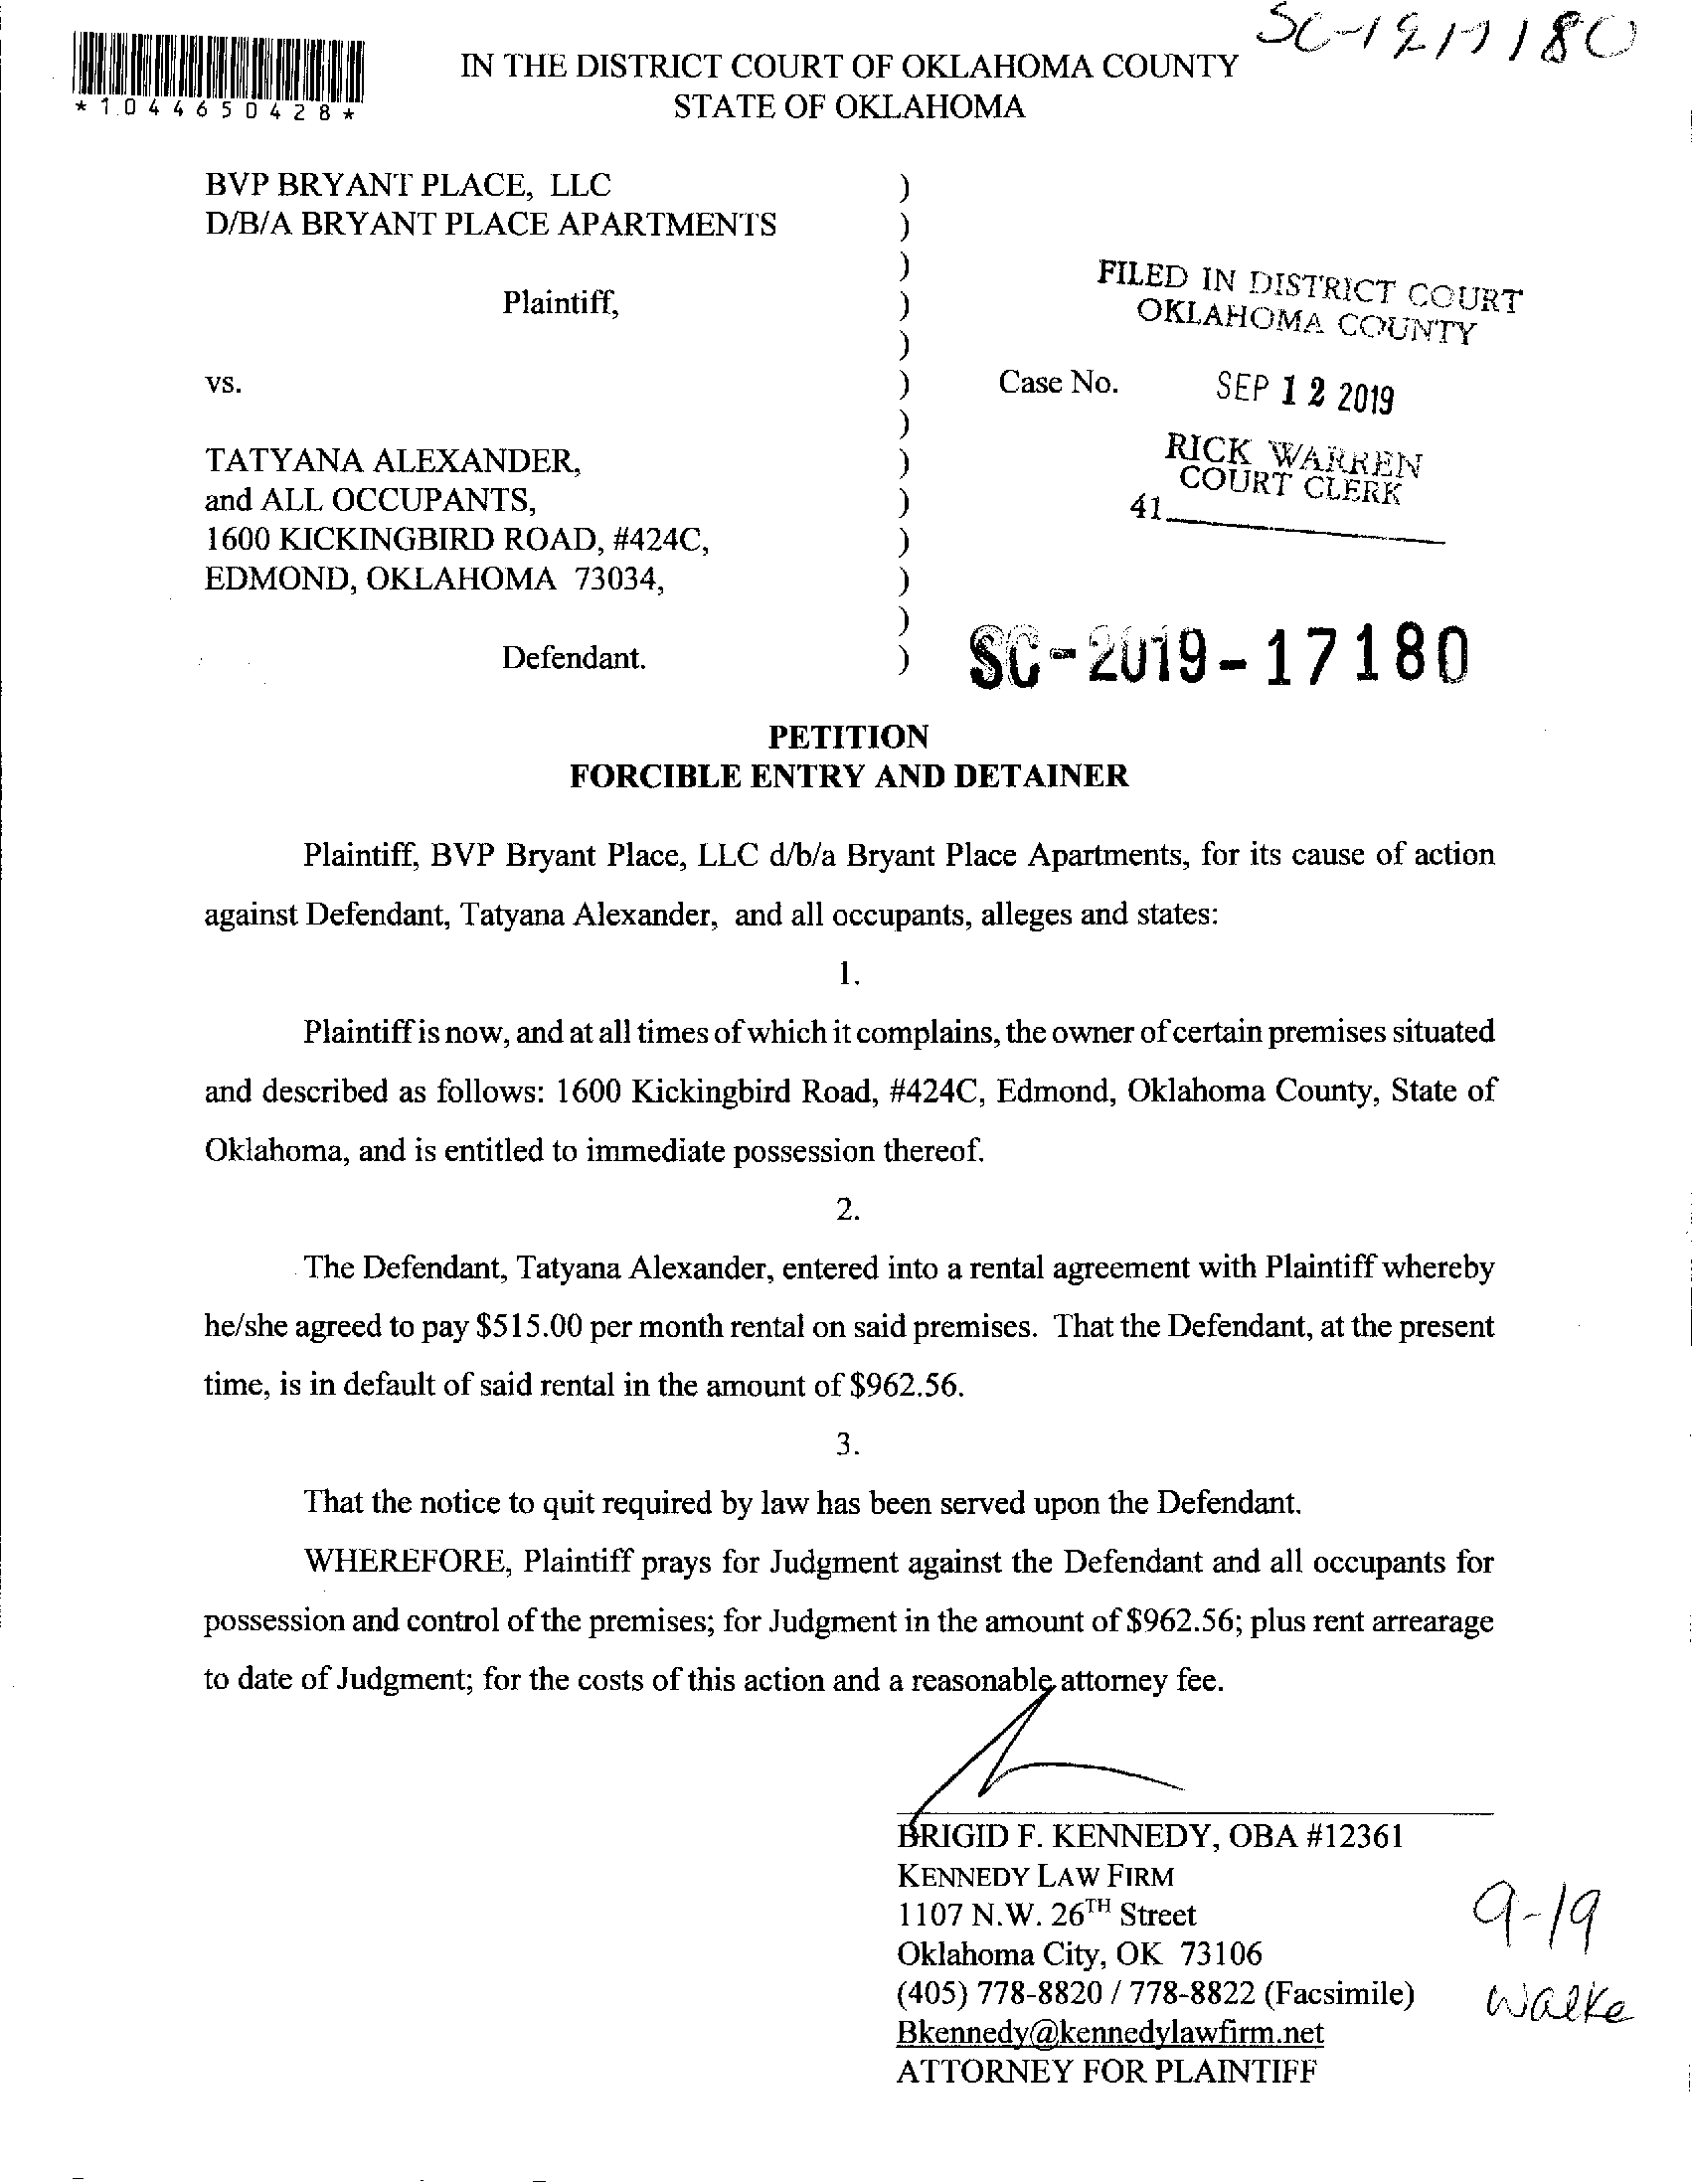 SC-1917180
*1044650428*
IN THE DISTRICT COURT OF OKLAHOMA COUNTY
STATE OF OKLAHOMA
BVP BRYANT PLACE, LLC )
D/B/A BRYANT PLACE APARTMENTS )
)
Plaintiff, )
)
vs. )
)
TATYANA ALEXANDER, )
and ALL OCCUPANTS, )
1600 KICKINGBIRD ROAD, #424C, )
EDMOND, OKLAHOMA 73034, )
)
Defendant. )
FILED IN DISTRICT COURT
OKLAHOMA COUNTY
Case No.
SEP 12 2019
RICK WARREN
COURT CLERK
41
SC-2019-17180
PETITION
FORCIBLE ENTRY AND DETAINER
Plaintiff, BVP Bryant Place, LLC d/b/a Bryant Place Apartments, for its cause of action
against Defendant, Tatyana Alexander, and all occupants, alleges and states:
1.
Plaintiff is now, and at all times of which it complains, the owner of certain premises situated
and described as follows: 1600 Kickingbird Road, #424C, Edmond, Oklahoma County, State of
Oklahoma, and is entitled to immediate possession thereof.
2.
The Defendant, Tatyana Alexander, entered into a rental agreement with Plaintiff whereby
he/she agreed to pay $515.00 per month rental on said premises. That the Defendant, at the present
time, is in default of said rental in the amount of $962.56.
3.
That the notice to quit required by law has been served upon the Defendant.
WHEREFORE, Plaintiff prays for Judgment against the Defendant and all occupants for
possession and control of the premises; for Judgment in the amount of $962.56; plus rent arrearage
to date of Judgment; for the costs of this action and a reasonable attorney fee.
BRIGID F. KENNEDY, OBA #12361
KENNEDY LAW FIRM
1107 N.W. 26TH Street
Oklahoma City, OK 73106
(405) 778-8820 / 778-8822 (Facsimile)
Bkennedy@kennedylawfirm.net
ATTORNEY FOR PLAINTIFF
9-19
Walke